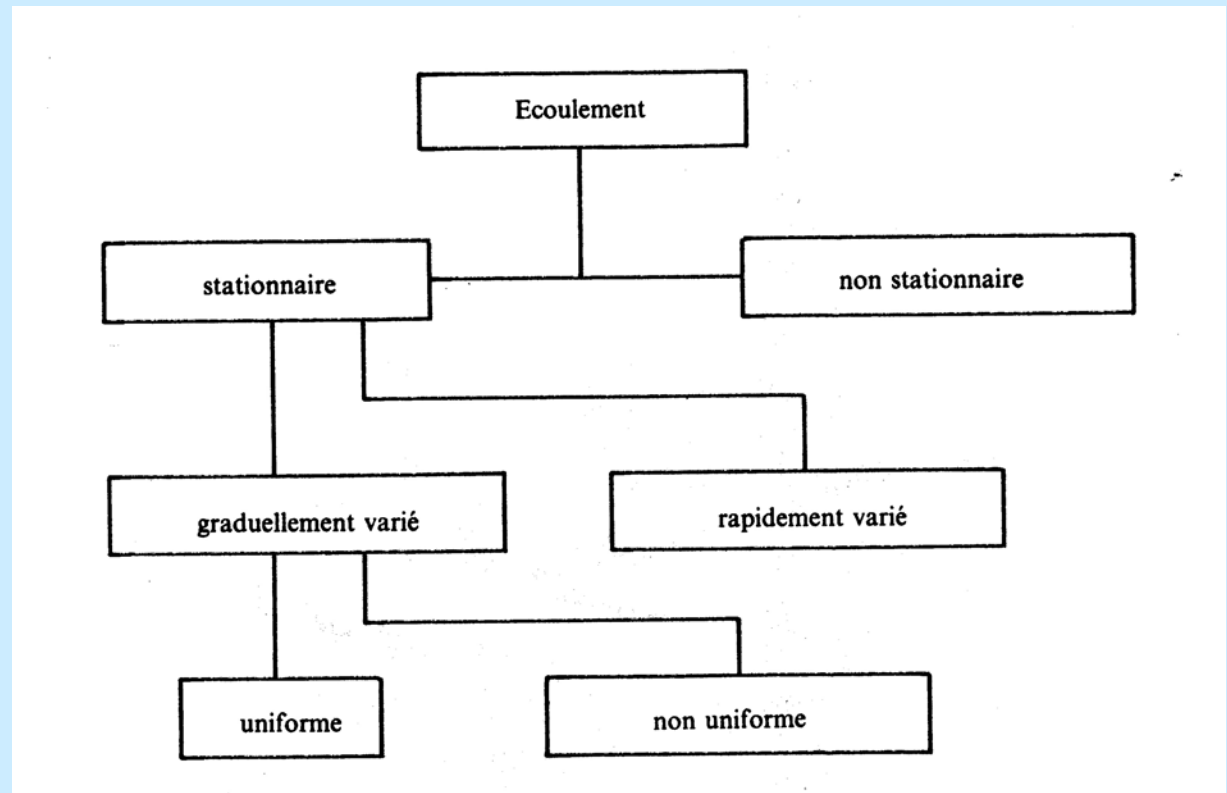 Ecoulement
stationnaire
non stationnaire
graduellement varié
rapidement varié
uniforme
non uniforme